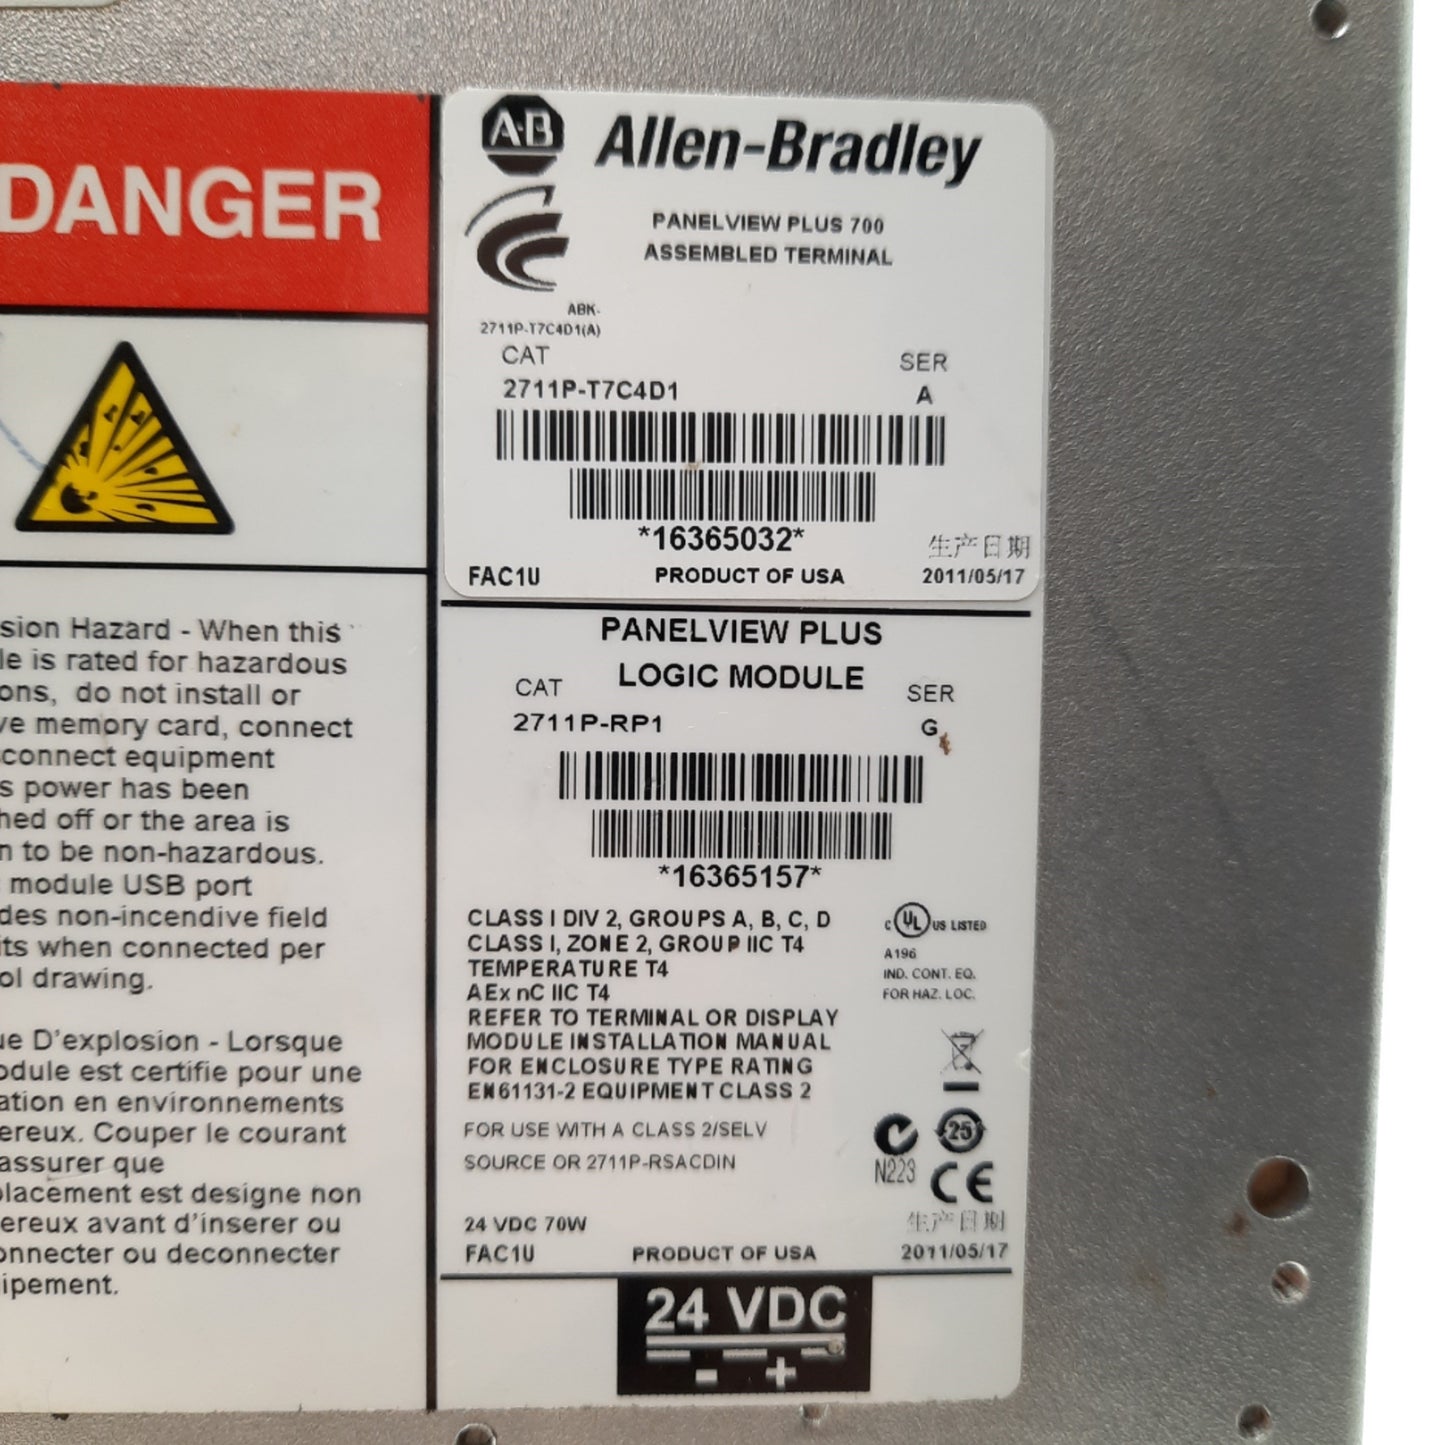 DANGER
sion Hazard - When this
le is rated for hazardous
ons, do not install or
ve memory card, connect
connect equipment
s power has been
hed off or the area is
n to be non-hazardous.
module USB port
des non-incendive field
its when connected per
ol drawing.
ue D'explosion - Lorsque
odule est certifie pour une
ation en environnements
ereux. Couper le courant
assurer que
placement est designe non
ereux avant d'inserer ou
onnecter ou deconnecter
ipement.
A-B Allen-Bradley
PANELVIEW PLUS 700
ASSEMBLED TERMINAL
ABK-
2711P-T7C4D1(A)
CAT SER
2711P-T7C4D1 A
*16365032*
生产日期
FAC1U PRODUCT OF USA 2011/05/17
PANELVIEW PLUS
LOGIC MODULE
CAT SER
2711P-RP1 G
*16365157*
CLASS I DIV 2, GROUPS A, B, C, D
CLASS I, ZONE 2, GROUP IIC T4
TEMPERATURE T4
AEx nC IIC T4
REFER TO TERMINAL OR DISPLAY
MODULE INSTALLATION MANUAL
FOR ENCLOSURE TYPE RATING
EN61131-2 EQUIPMENT CLASS 2
FOR USE WITH A CLASS 2/SELV
SOURCE OR 2711P-RSACDIN
C UL US LISTED
A196
IND. CONT. EQ.
FOR HAZ. LOC.
25
N223
CE
24 VDC 70W 生产日期
FAC1U PRODUCT OF USA 2011/05/17
24 VDC
- +